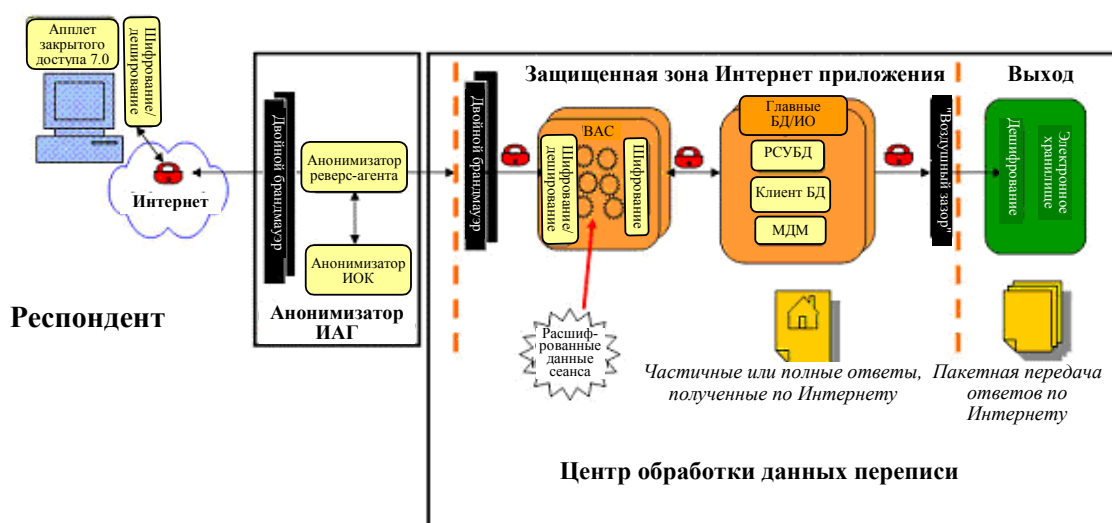 Апплет
закрытого
доступа 7.0
Шифрование/
деширование
Интернет
Респондент
Двойной брандмауэр
Анонимизатор
реверс-агента
Анонимизатор
ИОК
Анонимизатор
ИАГ
Двойной брандмауэр
Защищенная зона Интернет приложения
ВАС
Шифрование/
деширование
Шифрование
Расшиф-
рованные
данные
сеанса
Главные
БД/ИО
РСУБД
Клиент БД
МДМ
"Воздушный зазор"
Выход
Дешифрование
Электронное
хранилище
Частичные или полные ответы,
полученные по Интернету
Пакетная передача
ответов по
Интернету
Центр обработки данных переписи